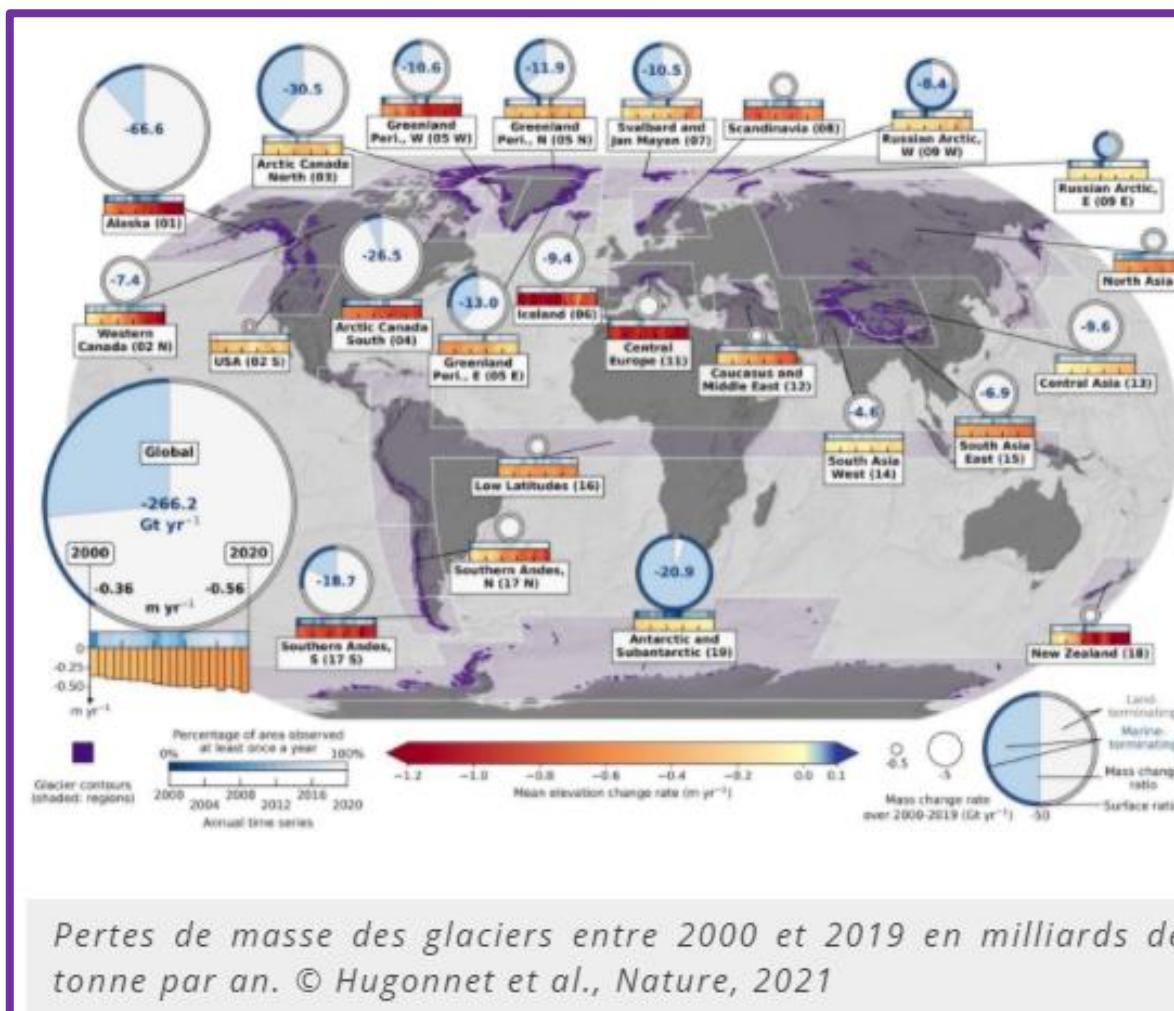 -66.6
Alaska (01)
-30.5
Arctic Canada
North (03)
-10.6
Greenland
Peri., W (05 W)
-11.9
Greenland
Peri., N (05 N)
-10.5
Svalbard and
Jan Mayen (07)
Scandinavia (08)
-8.4
Russian Arctic,
W (09 W)
Russian Arctic,
E (09 E)
North Asia
-7.4
Western
Canada (02 N)
USA (02 S)
-26.5
Arctic Canada
South (04)
-13.0
Greenland
Peri., E (05 E)
-9.4
Iceland (06)
Central
Europe (11)
Caucasus and
Middle East (12)
-9.6
Central Asia (13)
-4.6
South Asia
West (14)
-6.9
South Asia
East (15)
Low Latitudes (16)
Southern Andes,
N (17 N)
-18.7
Southern Andes,
S (17 S)
-20.9
Antarctic and
Subantarctic (19)
New Zealand (18)
Global
-266.2
Gt yr⁻¹
2000
2020
-0.36
-0.56
m yr⁻¹
0
-0.25
-0.50
m yr⁻¹
Glacier contours
(shaded: regions)
Percentage of area observed
at least once a year
0%
100%
2000
2008
2016
2004
2012
2020
Annual time series
-1.2
-1.0
-0.8
-0.6
-0.4
-0.2
0.0
0.1
Mean elevation change rate (m yr⁻¹)
-0.5
-5
-50
Mass change rate
over 2000-2019 (Gt yr⁻¹)
Land-
terminating
Marine-
terminating
Mass change
ratio
Surface ratio
Pertes de masse des glaciers entre 2000 et 2019 en milliards de
tonne par an. © Hugonnet et al., Nature, 2021